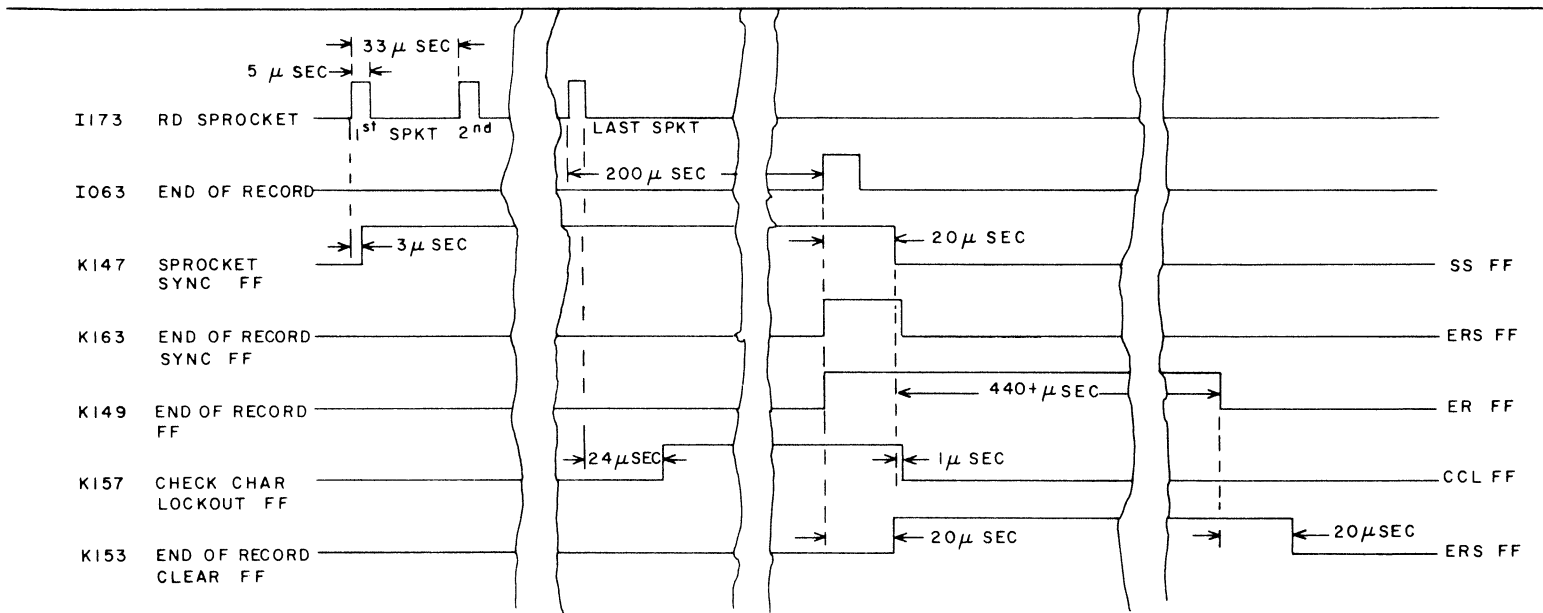 33 μ SEC
5 μ SEC
I173 RD SPROCKET
1st SPKT 2nd
LAST SPKT
200 μ SEC
I063 END OF RECORD
3 μ SEC
20 μ SEC
K147 SPROCKET
SYNC FF
SS FF
K163 END OF RECORD
SYNC FF
ERS FF
440+ μ SEC
K149 END OF RECORD
FF
ER FF
24 μ SEC
1 μ SEC
K157 CHECK CHAR
LOCKOUT FF
CCL FF
20 μ SEC
20 μ SEC
K153 END OF RECORD
CLEAR FF
ERS FF